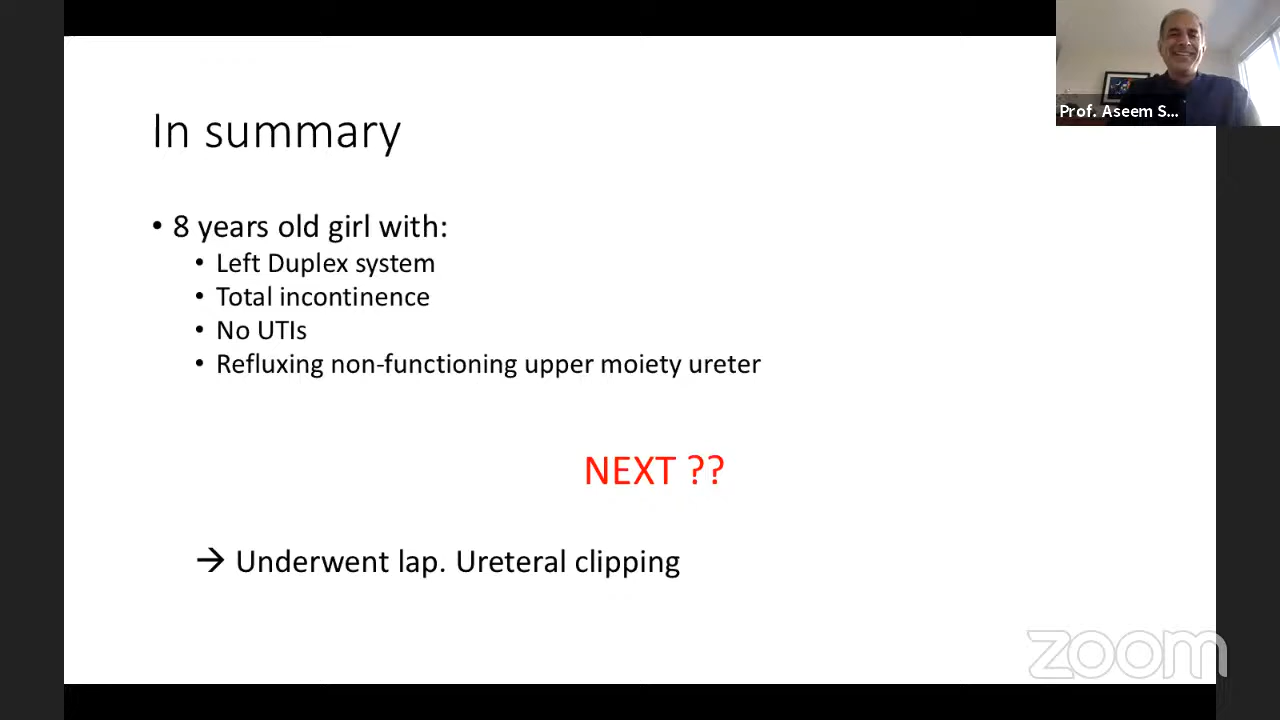 In summary
• 8 years old girl with:
• Left Duplex system
• Total incontinence
• No UTIs
• Refluxing non-functioning upper moiety ureter
NEXT ??
→ Underwent lap. Ureteral clipping
Prof. Aseem S...
zoom